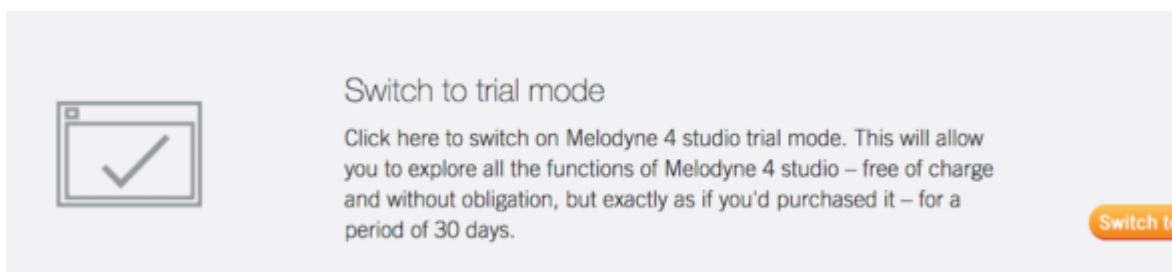 Switch to trial mode
Click here to switch on Melodyne 4 studio trial mode. This will allow
you to explore all the functions of Melodyne 4 studio – free of charge
and without obligation, but exactly as if you'd purchased it – for a
period of 30 days.
Switch to